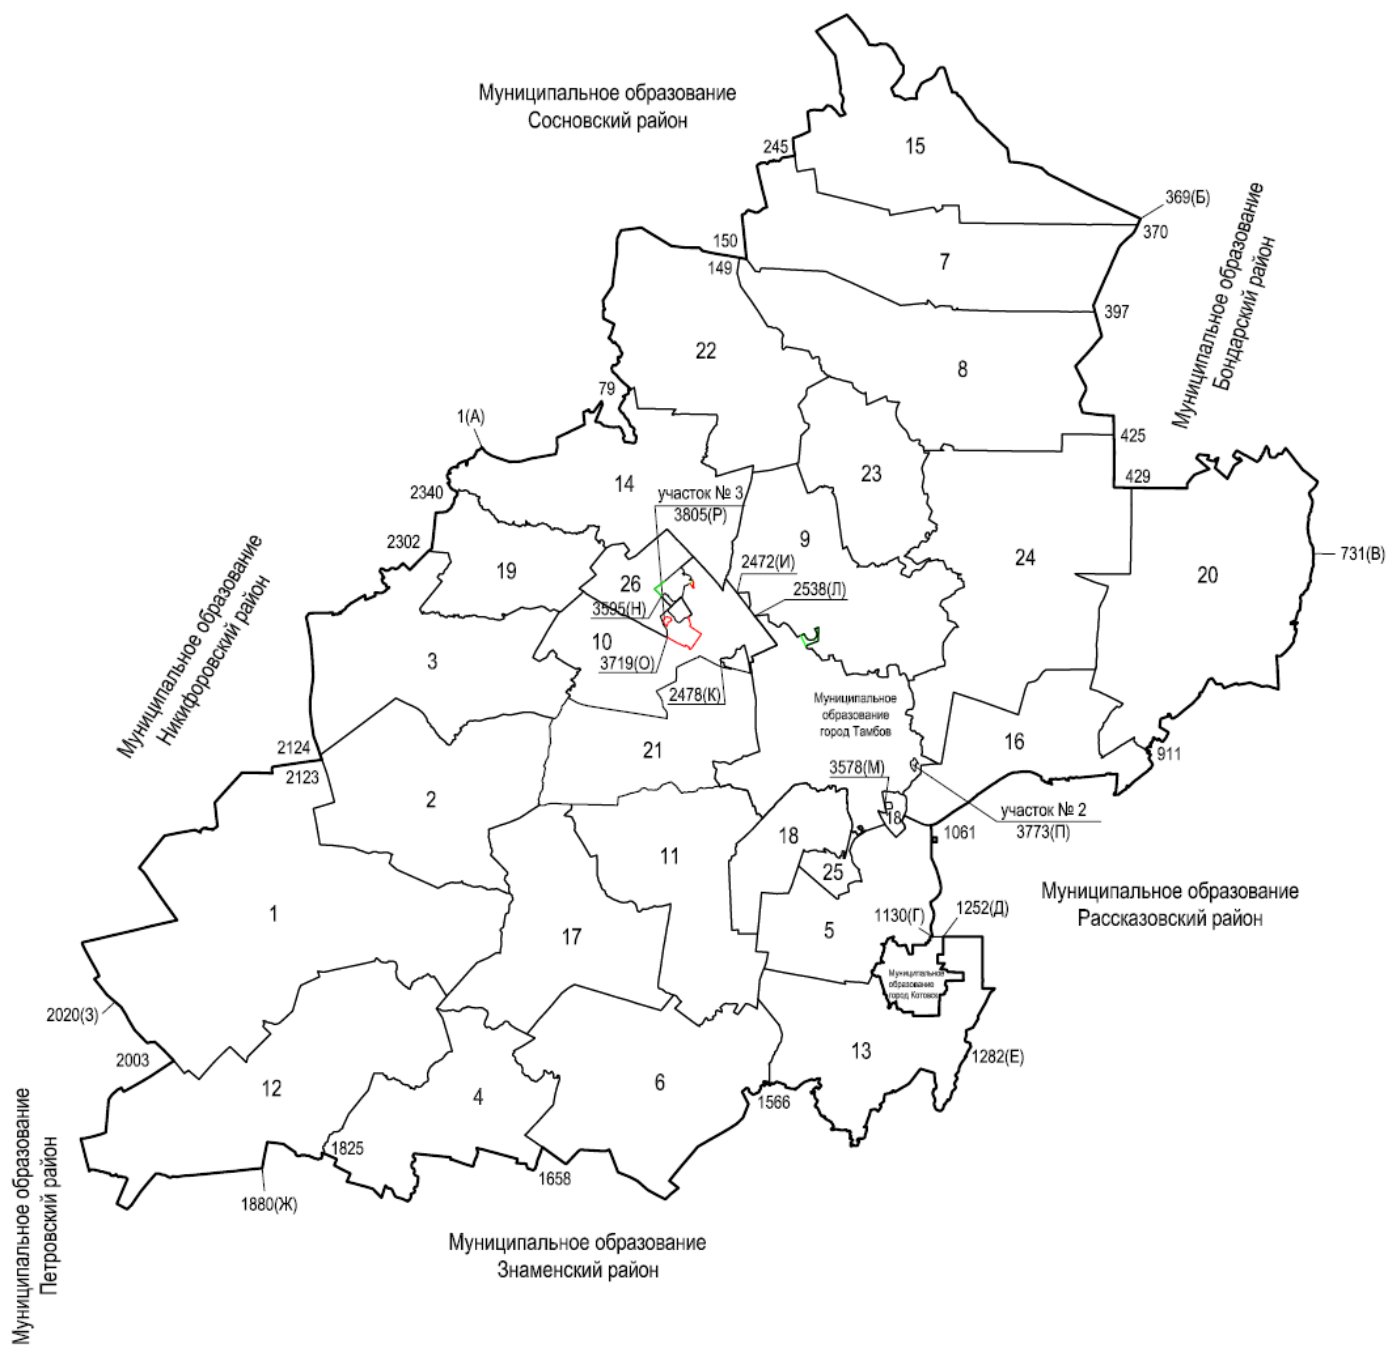 Муниципальное образование
Сосновский район
15
245
369(Б)
370
150
149
7
Муниципальное образование
Бондарский район
397
22
8
79
1(А)
425
23
429
14
2340
участок № 3
3805(Р)
2302
9
24
731(В)
2472(И)
19
26
20
2538(Л)
3595(Н)
Муниципальное образование
Никифоровский район
10
3
3719(О)
2478(К)
Муниципальное
образование
город Тамбов
2124
21
16
911
2123
3578(М)
2
участок № 2
3773(П)
18
18
1061
11
25
Муниципальное образование
Рассказовский район
1
1130(Г)
1252(Д)
17
5
Муниципальное
образование
город Котовск
2020(З)
2003
13
1282(Е)
12
4
6
1566
1825
1658
1880(Ж)
Муниципальное образование
Петровский район
Муниципальное образование
Знаменский район